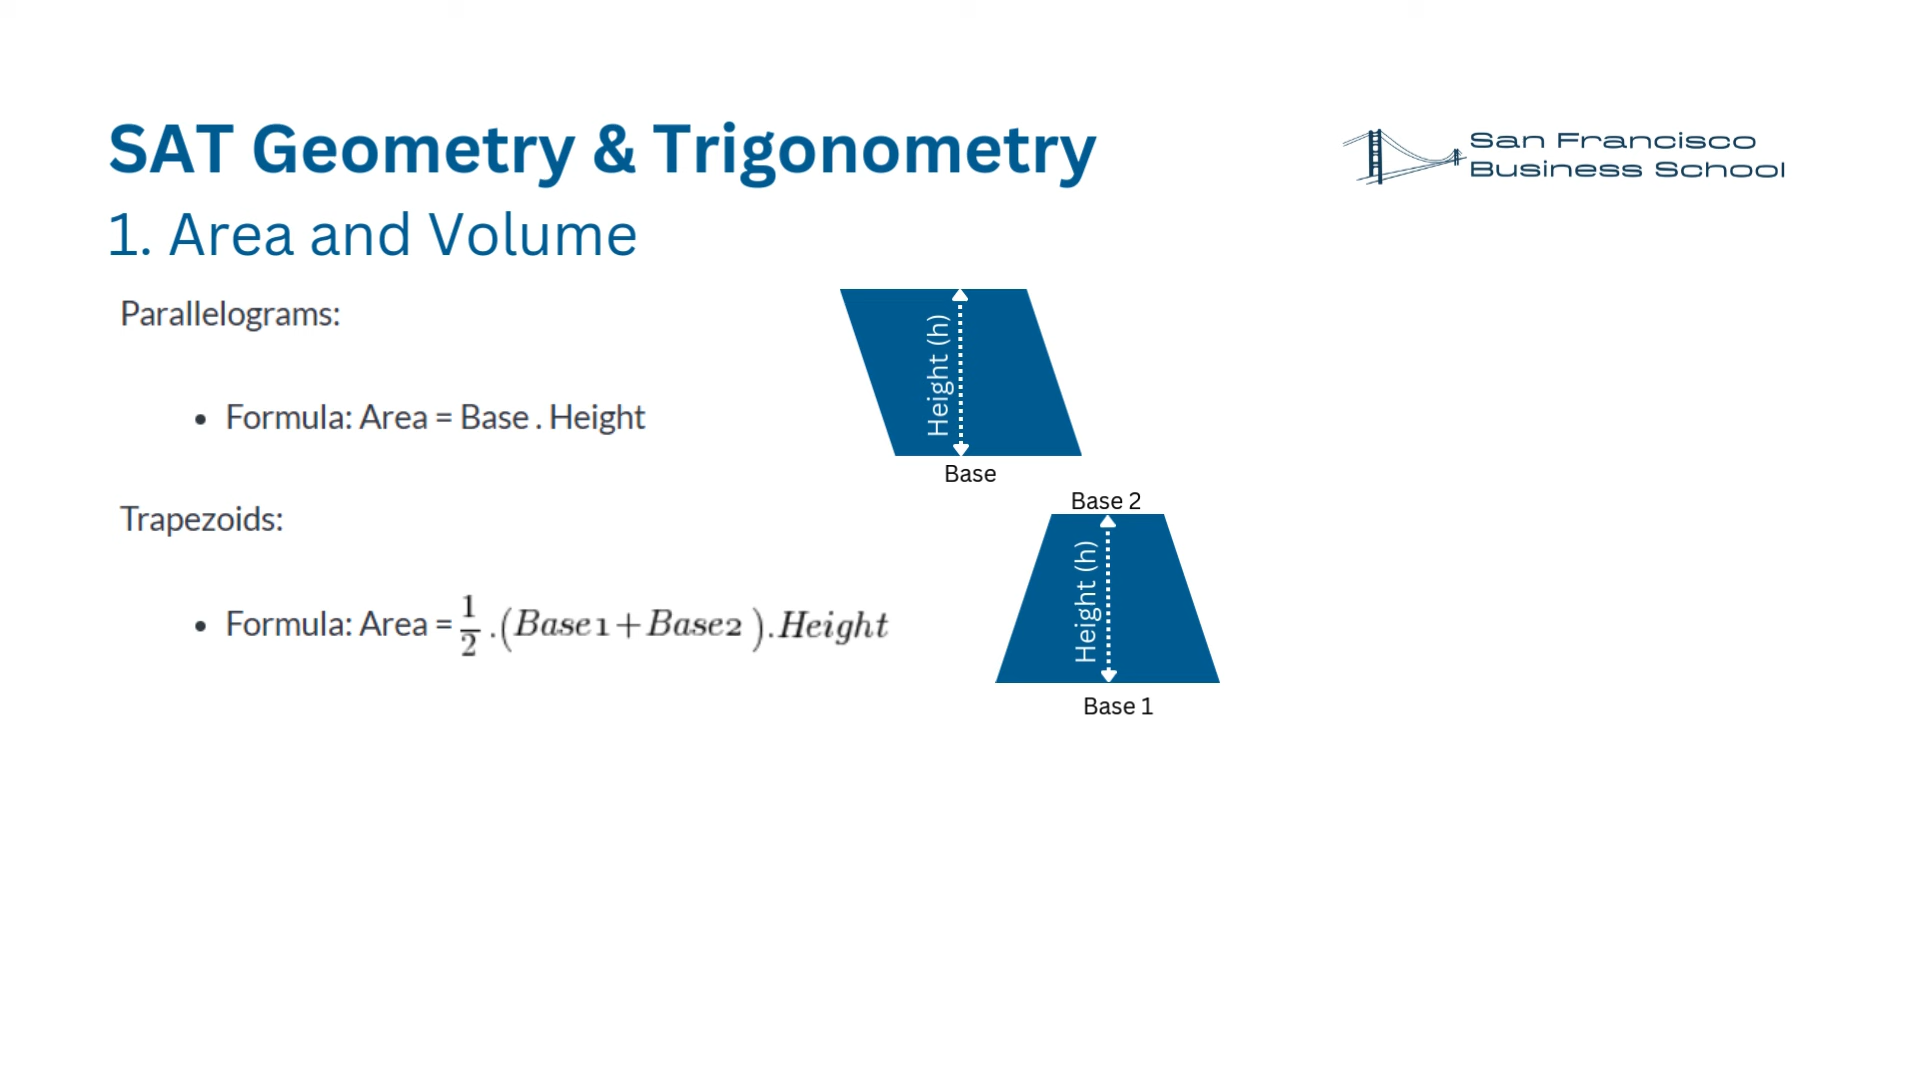 SAT Geometry & Trigonometry
San Francisco
Business School
1. Area and Volume
Parallelograms:
• Formula: Area = Base . Height
Height (h)
Base
Trapezoids:
• Formula: Area = 1/2 .(Base1+Base2 ).Height
Base 2
Height (h)
Base 1